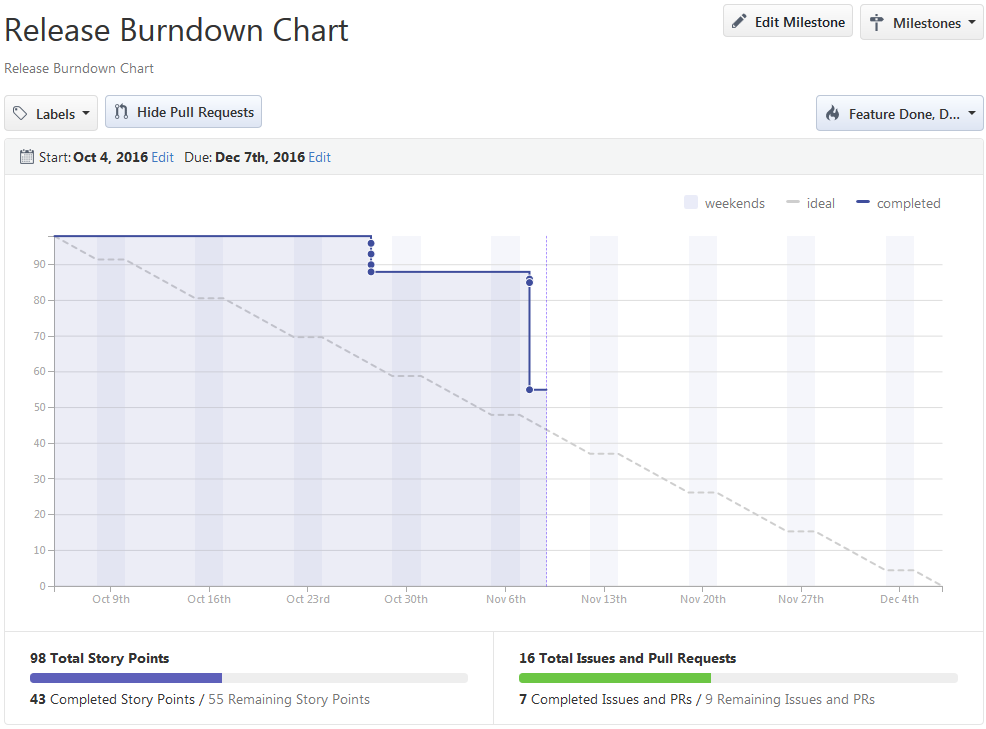 Release Burndown Chart
Edit Milestone
Milestones
Release Burndown Chart
Labels
Hide Pull Requests
Feature Done, D...
Start: Oct 4, 2016 Edit Due: Dec 7th, 2016 Edit
weekends ideal completed
90
80
70
60
50
40
30
20
10
0
Oct 9th Oct 16th Oct 23rd Oct 30th Nov 6th Nov 13th Nov 20th Nov 27th Dec 4th
98 Total Story Points
43 Completed Story Points / 55 Remaining Story Points
16 Total Issues and Pull Requests
7 Completed Issues and PRs / 9 Remaining Issues and PRs